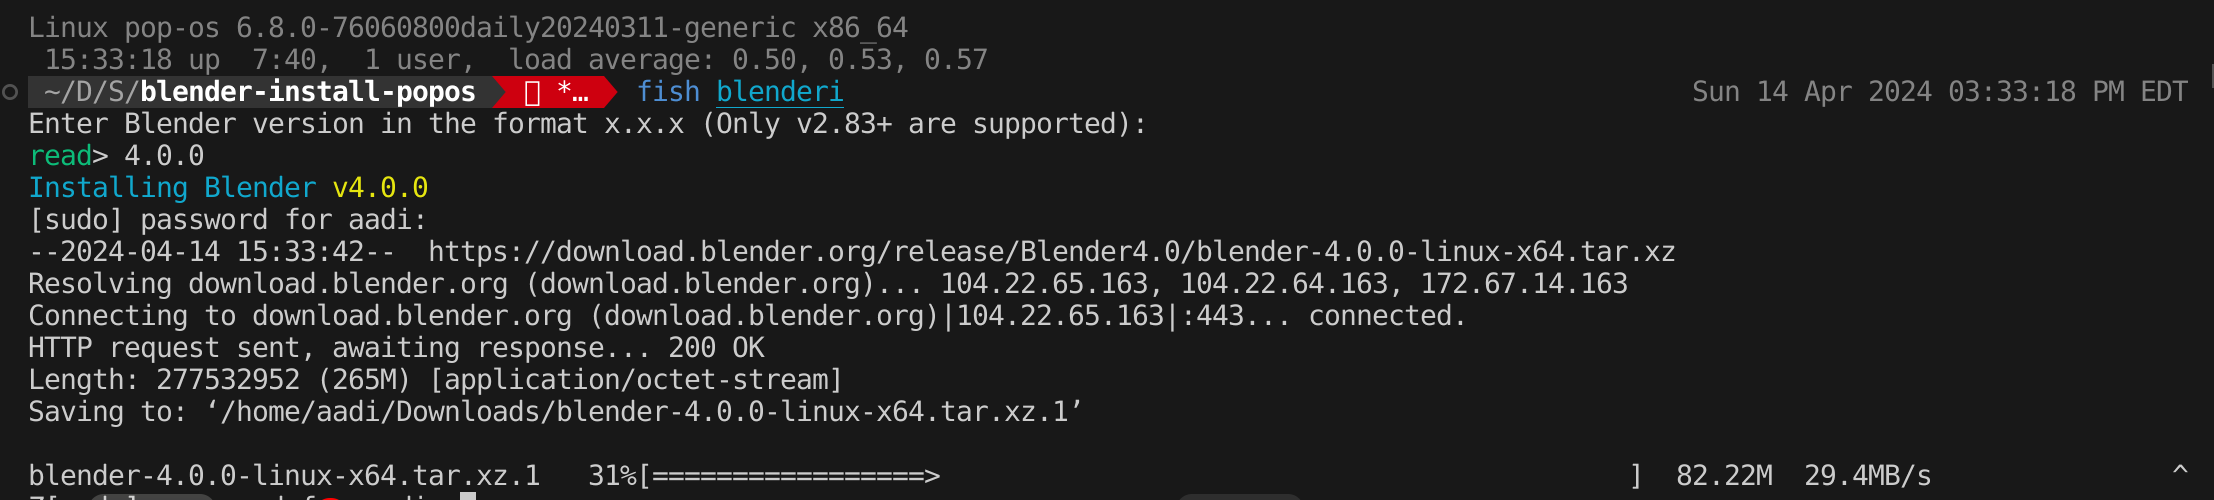 Linux pop-os 6.8.0-76060800daily20240311-generic x86_64
15:33:18 up  7:40,  1 user,  load average: 0.50, 0.53, 0.57
~/D/S/blender-install-popos *… fish blenderi Sun 14 Apr 2024 03:33:18 PM EDT
Enter Blender version in the format x.x.x (Only v2.83+ are supported):
read> 4.0.0
Installing Blender v4.0.0
[sudo] password for aadi:
--2024-04-14 15:33:42--  https://download.blender.org/release/Blender4.0/blender-4.0.0-linux-x64.tar.xz
Resolving download.blender.org (download.blender.org)... 104.22.65.163, 104.22.64.163, 172.67.14.163
Connecting to download.blender.org (download.blender.org)|104.22.65.163|:443... connected.
HTTP request sent, awaiting response... 200 OK
Length: 277532952 (265M) [application/octet-stream]
Saving to: ‘/home/aadi/Downloads/blender-4.0.0-linux-x64.tar.xz.1’
blender-4.0.0-linux-x64.tar.xz.1   31%[=================>                                           ]  82.22M  29.4MB/s               ^